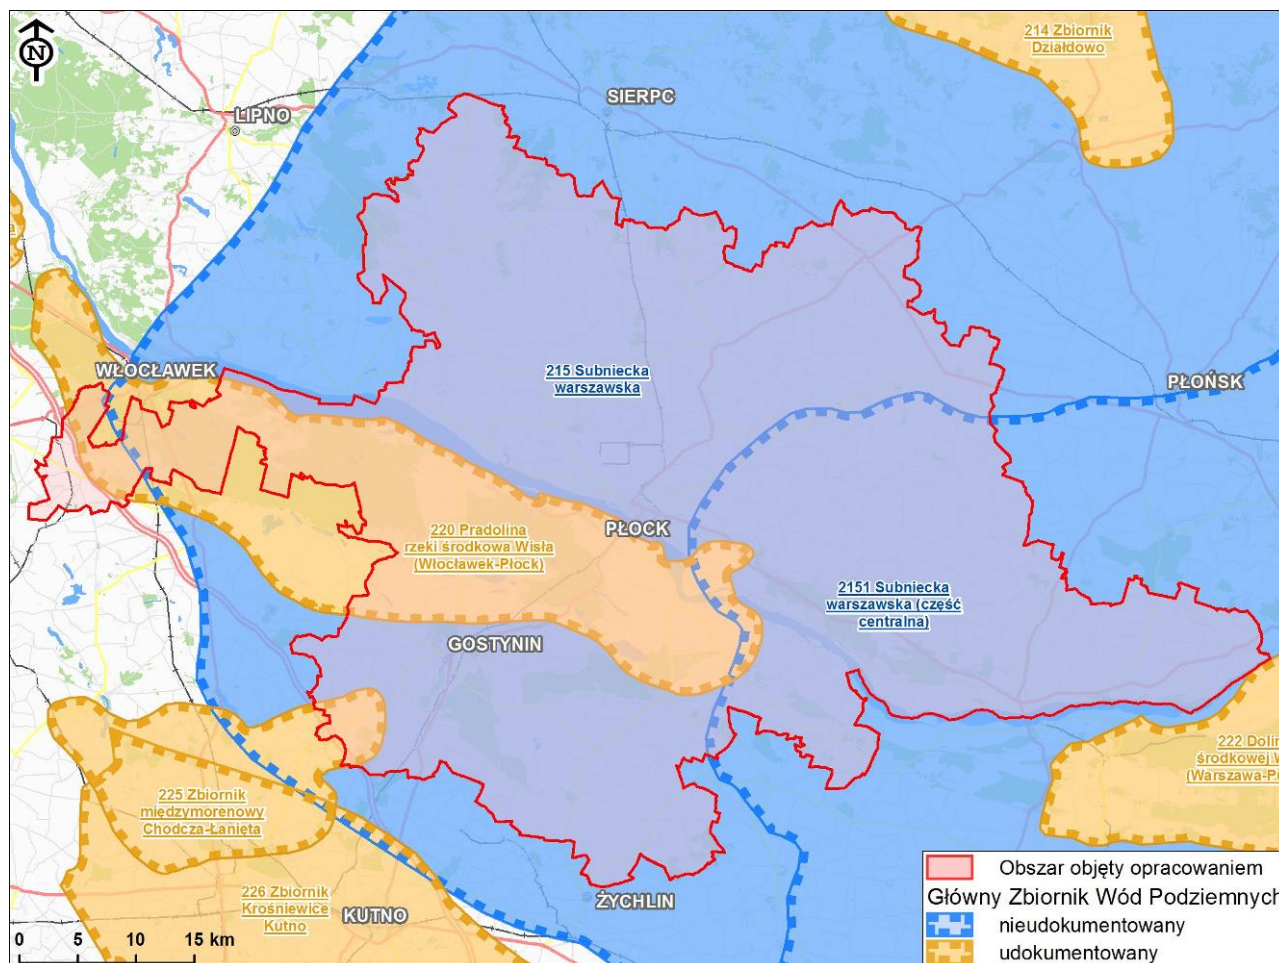 N
214 Zbiornik
Działdowo
SIERPC
LIPNO
WŁOCŁAWEK
215 Subniecka
warszawska
PŁOŃSK
220 Pradolina
rzeki środkowa Wisła
(Włocławek-Płock)
PŁOCK
2151 Subniecka
warszawska (część
centralna)
GOSTYNIN
222 Dolin
środkowej W
(Warszawa-Pu
225 Zbiornik
międzymorenowy
Chodcza-Łanięta
226 Zbiornik
Krośniewice
Kutno
KUTNO
ŻYCHLIN
0 5 10 15 km
Obszar objęty opracowaniem
Główny Zbiornik Wód Podziemnych
nieudokumentowany
udokumentowany